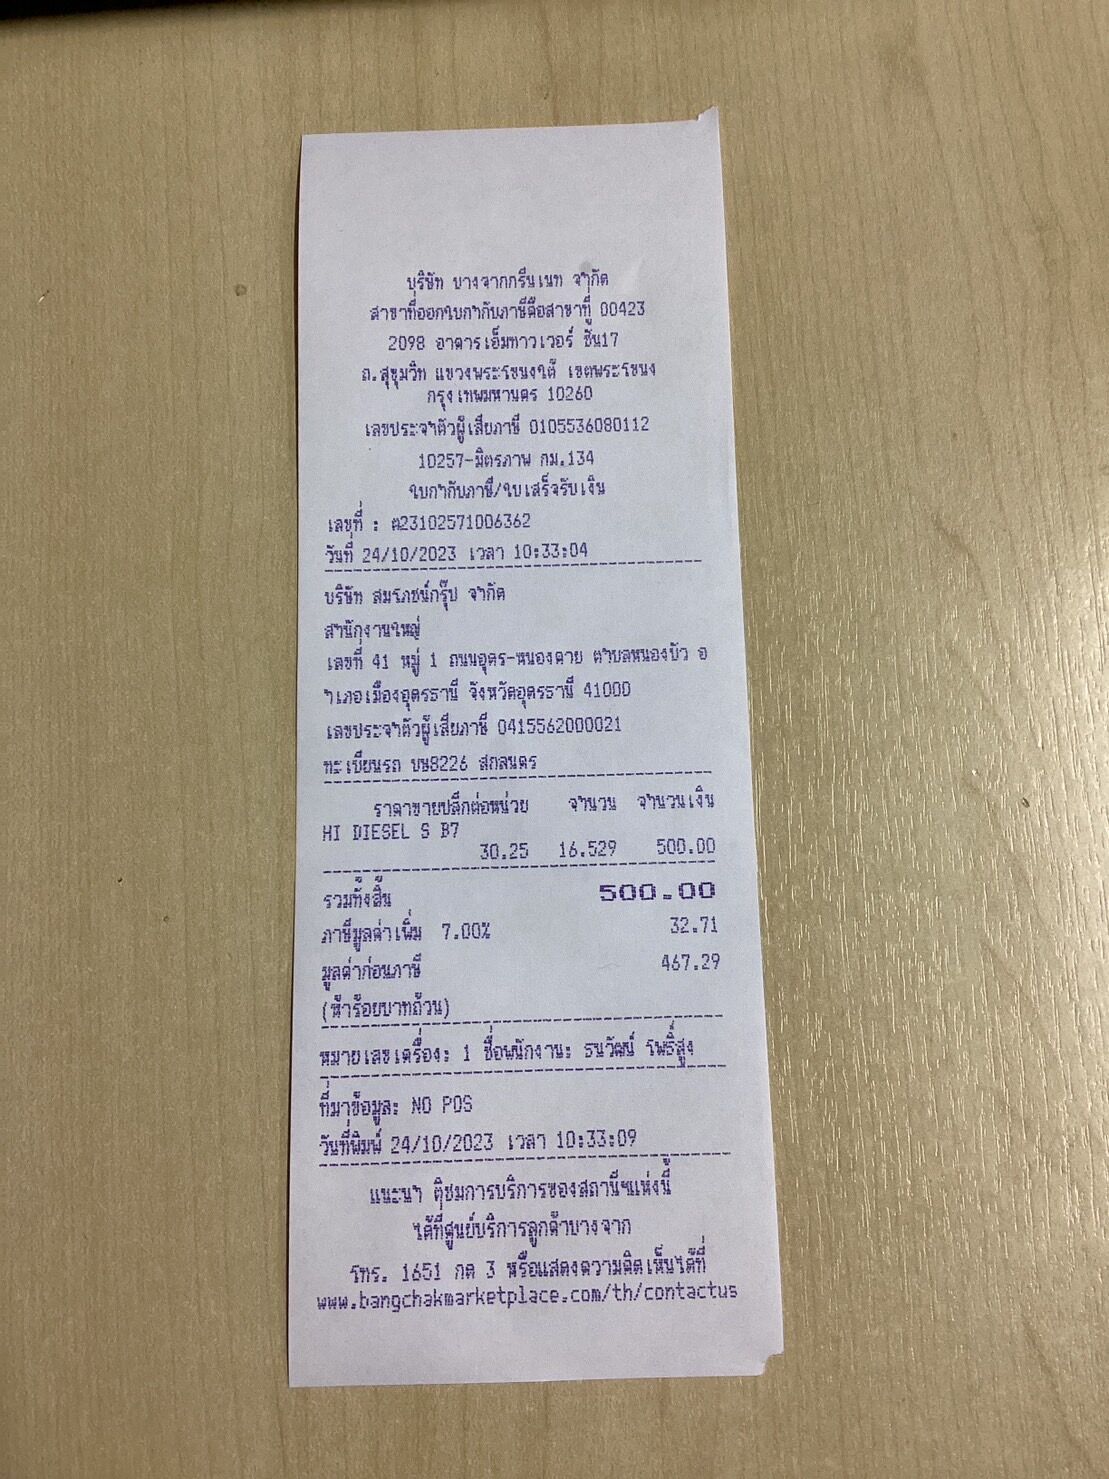 บริษัท บางจากกรีนเนท จำกัด
สาขาที่ออกใบกำกับภาษีคือสาขาที่ 00423
2098 อาคารเอ็มทาวเวอร์ ชั้น17
ถ.สุขุมวิท แขวงพระโขนงใต้ เขตพระโขนง
กรุงเทพมหานคร 10260
เลขประจำตัวผู้เสียภาษี 0105536080112
10257-มิตรภาพ กม.134
ใบกำกับภาษี/ใบเสร็จรับเงิน
เลขที่ : ต23102571006362
วันที่ 24/10/2023 เวลา 10:33:04
บริษัท สมโภชน์กรุ๊ป จำกัด
สำนักงานใหญ่
เลขที่ 41 หมู่ 1 ถนนอุดร-หนองคาย ตำบลหนองบัว อ
ำเภอเมืองอุดรธานี จังหวัดอุดรธานี 41000
เลขประจำตัวผู้เสียภาษี 0415562000021
ทะเบียนรถ บษ8226 สกลนคร
ราคาขายปลีกต่อหน่วย จำนวน จำนวนเงิน
HI DIESEL S B7
30.25 16.529 500.00
รวมทั้งสิ้น 500.00
ภาษีมูลค่าเพิ่ม 7.00% 32.71
มูลค่าก่อนภาษี 467.29
(ห้าร้อยบาทถ้วน)
หมายเลขเครื่อง: 1 ชื่อพนักงาน: ธนวัฒน์ โพธิ์สูง
ที่มาข้อมูล: NO POS
วันที่พิมพ์ 24/10/2023 เวลา 10:33:09
แนะนำ ติชมการบริการของสถานีฯแห่งนี้
ได้ที่ศูนย์บริการลูกค้าบางจาก
โทร. 1651 กด 3 หรือแสดงความคิดเห็นได้ที่
www.bangchakmarketplace.com/th/contactus